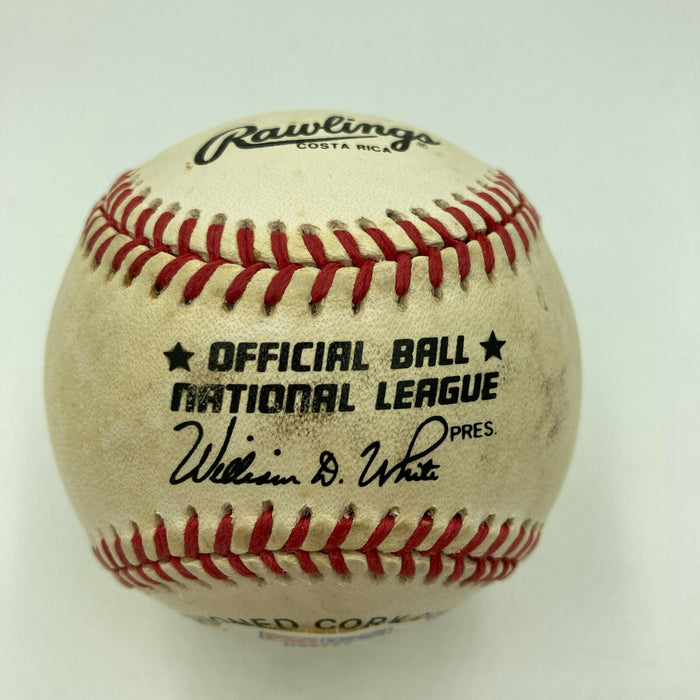 Rawlings®
COSTA RICA
★ OFFICIAL BALL ★
NATIONAL LEAGUE
William D. White PRES.